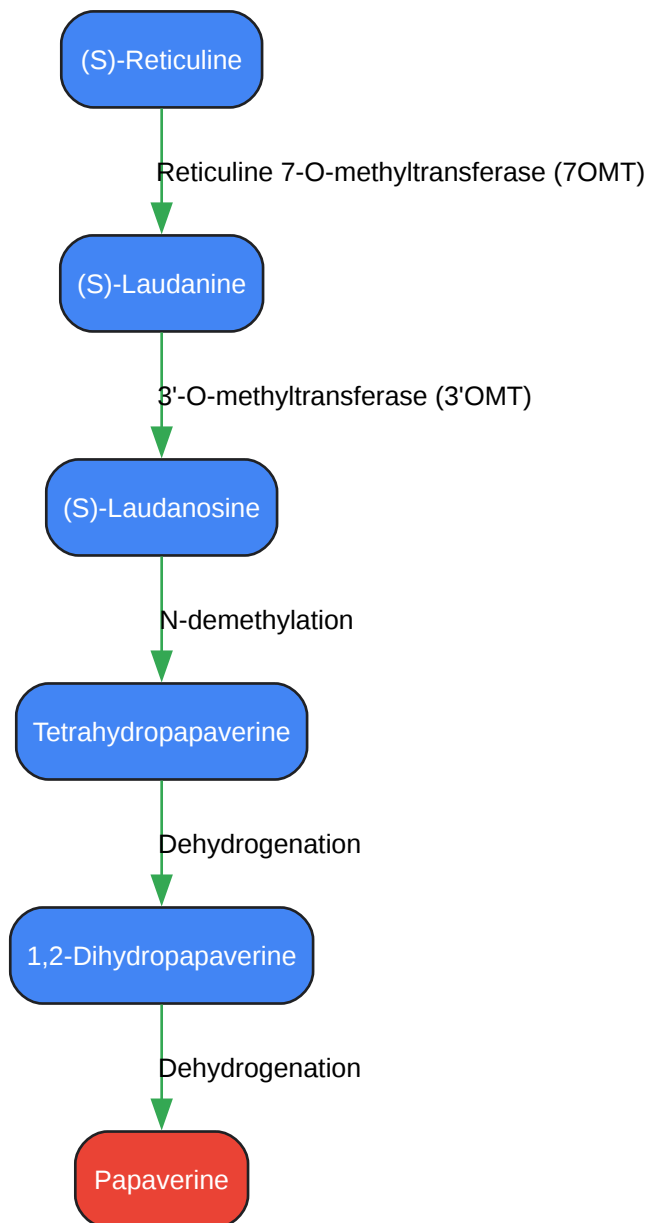 (S)-Reticuline
Reticuline 7-O-methyltransferase (7OMT)
(S)-Laudanine
3'-O-methyltransferase (3'OMT)
(S)-Laudanosine
N-demethylation
Tetrahydropapaverine
Dehydrogenation
1,2-Dihydropapaverine
Dehydrogenation
Papaverine